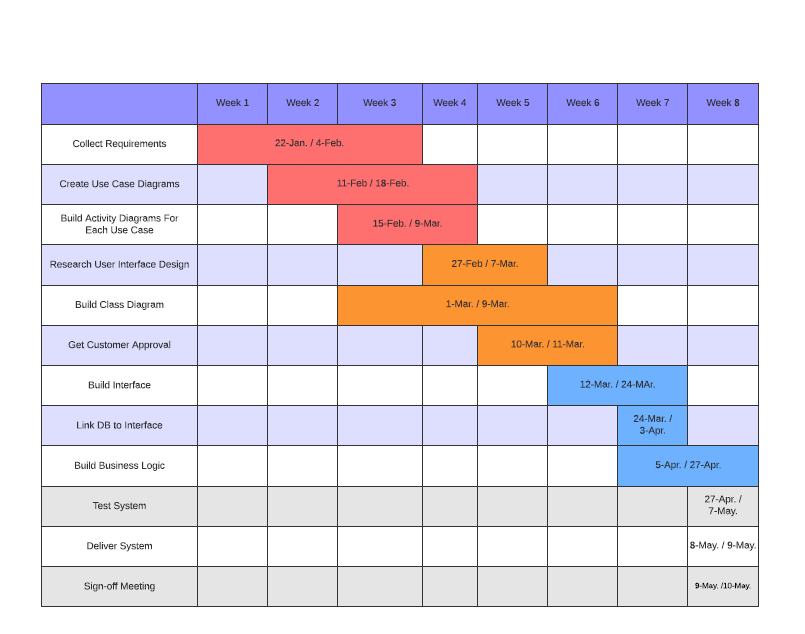 Week 1 Week 2 Week 3 Week 4 Week 5 Week 6 Week 7 Week 8
Collect Requirements 22-Jan. / 4-Feb.
Create Use Case Diagrams 11-Feb / 18-Feb.
Build Activity Diagrams For
Each Use Case
15-Feb. / 9-Mar.
Research User Interface Design 27-Feb / 7-Mar.
Build Class Diagram 1-Mar. / 9-Mar.
Get Customer Approval 10-Mar. / 11-Mar.
Build Interface 12-Mar. / 24-MAr.
Link DB to Interface
24-Mar. /
3-Apr.
Build Business Logic 5-Apr. / 27-Apr.
Test System
27-Apr. /
7-May.
Deliver System 8-May. / 9-May.
Sign-off Meeting 9-May. /10-May.